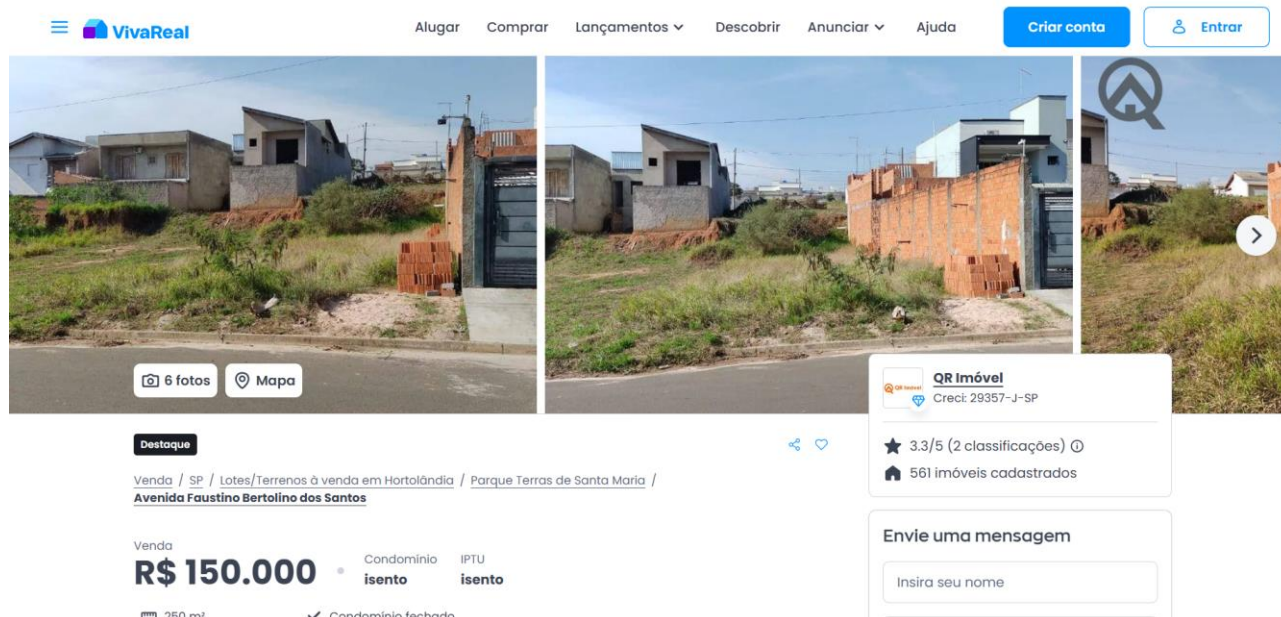 VivaReal
Alugar Comprar Lançamentos Descobrir Anunciar Ajuda Criar conta Entrar
6 fotos Mapa
QR Imóvel
QR Imóvel
Creci: 29357-J-SP
3.3/5 (2 classificações)
561 imóveis cadastrados
Destaque
Venda / SP / Lotes/Terrenos à venda em Hortolândia / Parque Terras de Santa Maria /
Avenida Faustino Bertolino dos Santos
Venda
R$ 150.000
Condomínio
isento
IPTU
isento
250 m²
Condomínio fechado
Envie uma mensagem
Insira seu nome